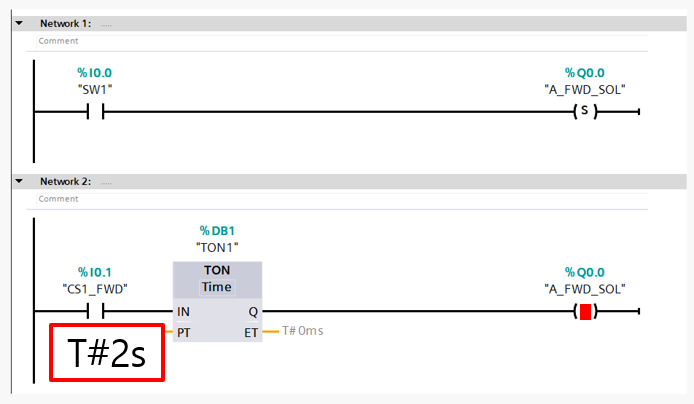 Network 1: .....
Comment
%I0.0
"SW1"
%Q0.0
"A_FWD_SOL"
S
Network 2: .....
Comment
%DB1
"TON1"
%I0.1
"CS1_FWD"
TON
Time
%Q0.0
"A_FWD_SOL"
IN Q
PT ET T#0ms
T#2s